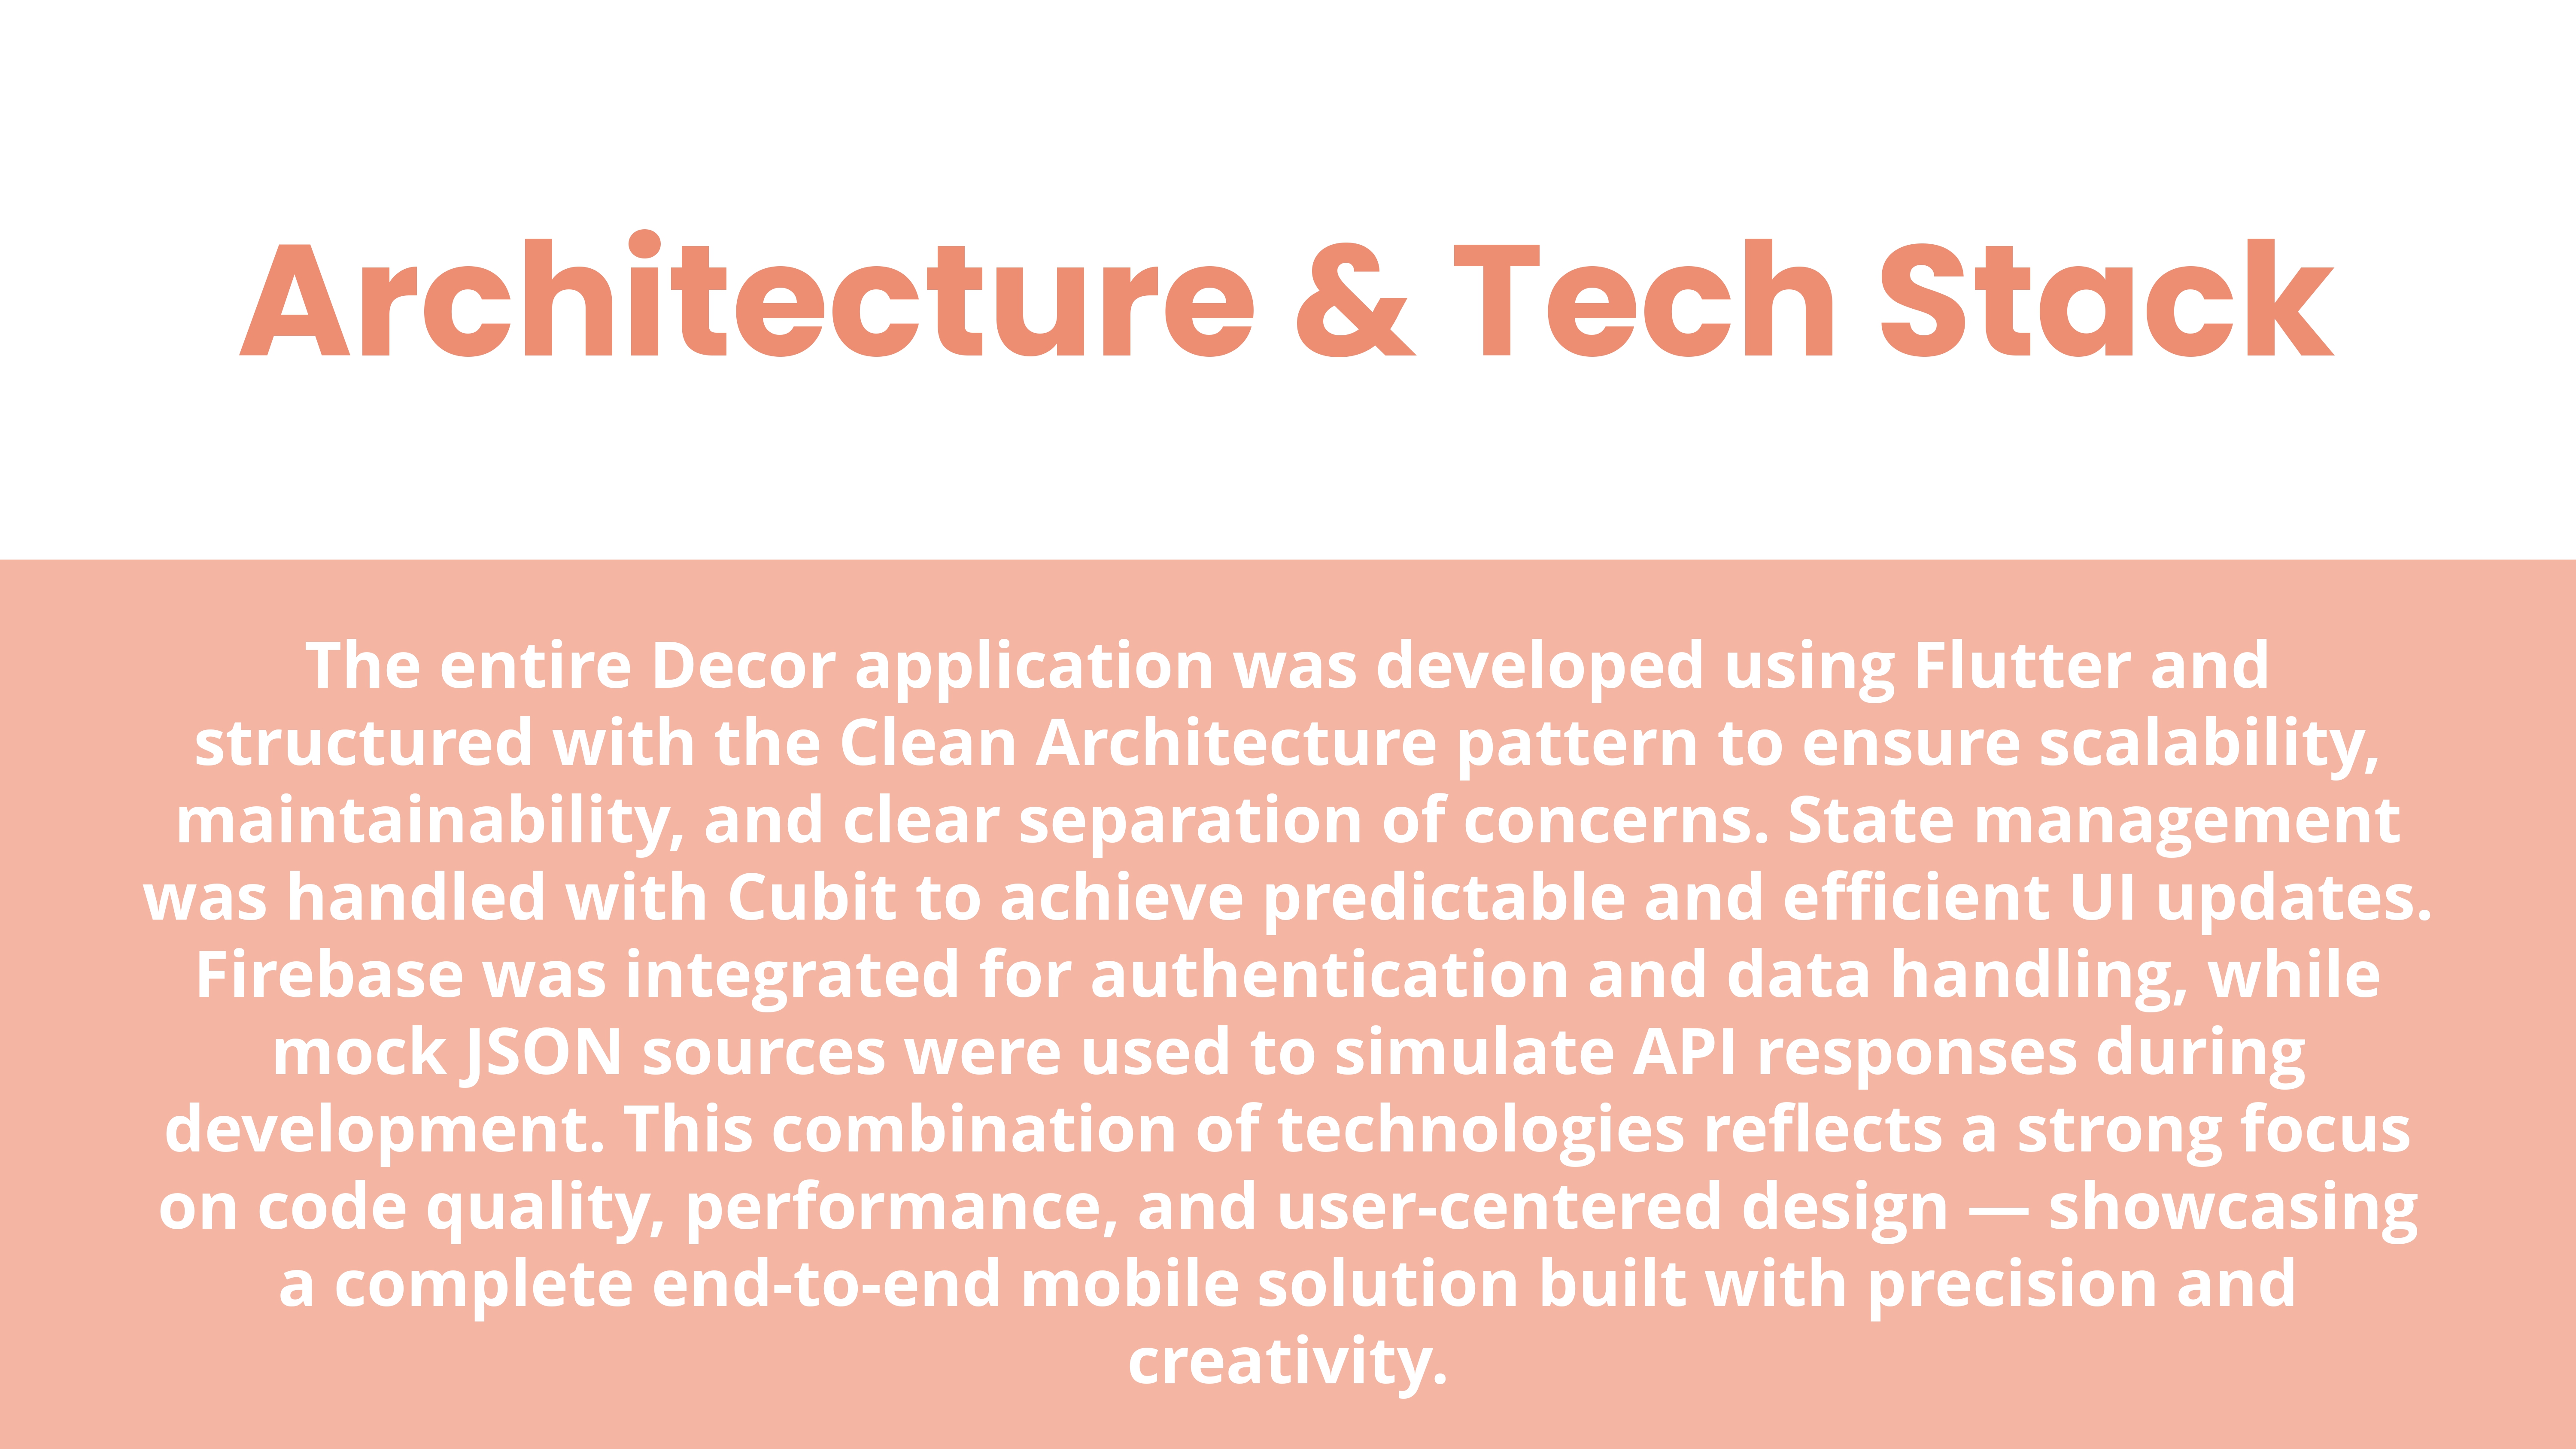 Architecture & Tech Stack
The entire Decor application was developed using Flutter and
structured with the Clean Architecture pattern to ensure scalability,
maintainability, and clear separation of concerns. State management
was handled with Cubit to achieve predictable and efficient UI updates.
Firebase was integrated for authentication and data handling, while
mock JSON sources were used to simulate API responses during
development. This combination of technologies reflects a strong focus
on code quality, performance, and user-centered design — showcasing
a complete end-to-end mobile solution built with precision and
creativity.